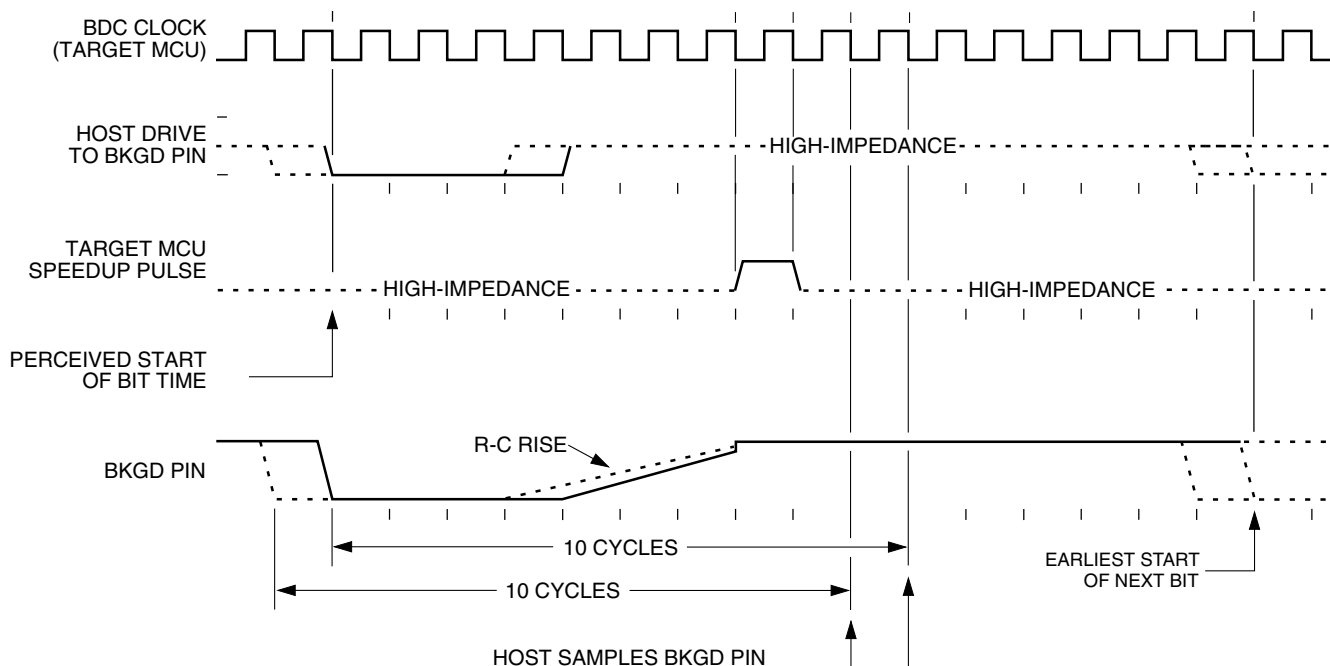 BDC CLOCK
(TARGET MCU)
HOST DRIVE
TO BKGD PIN
HIGH-IMPEDANCE
TARGET MCU
SPEEDUP PULSE
HIGH-IMPEDANCE
HIGH-IMPEDANCE
PERCEIVED START
OF BIT TIME
R-C RISE
BKGD PIN
10 CYCLES
EARLIEST START
OF NEXT BIT
10 CYCLES
HOST SAMPLES BKGD PIN